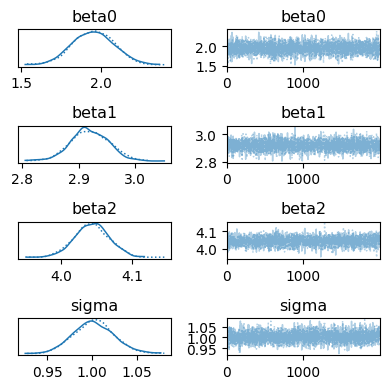 beta0 beta0
2.0
1.5
1.5 2.0 0 1000
beta1 beta1
3.0
2.8
2.8 2.9 3.0 0 1000
beta2 beta2
4.1
4.0
4.0 4.1 0 1000
sigma sigma
1.05
1.00
0.95
0.95 1.00 1.05 0 1000